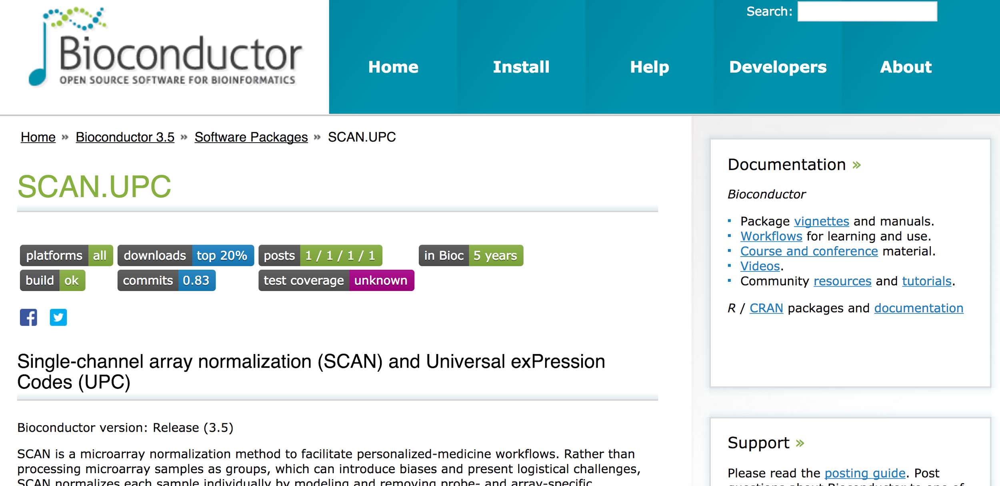 Bioconductor
OPEN SOURCE SOFTWARE FOR BIOINFORMATICS
Search:
Home
Install
Help
Developers
About
Home » Bioconductor 3.5 » Software Packages » SCAN.UPC
SCAN.UPC
platforms all downloads top 20% posts 1 / 1 / 1 / 1 in Bioc 5 years
build ok commits 0.83 test coverage unknown
Single-channel array normalization (SCAN) and Universal exPression
Codes (UPC)
Bioconductor version: Release (3.5)
SCAN is a microarray normalization method to facilitate personalized-medicine workflows. Rather than
processing microarray samples as groups, which can introduce biases and present logistical challenges,
SCAN normalizes each sample individually by modeling and removing probe- and array-specific
Documentation »
Bioconductor
Package vignettes and manuals.
Workflows for learning and use.
Course and conference material.
Videos.
Community resources and tutorials.
R / CRAN packages and documentation
Support »
Please read the posting guide. Post
questions about Bioconductor to one of